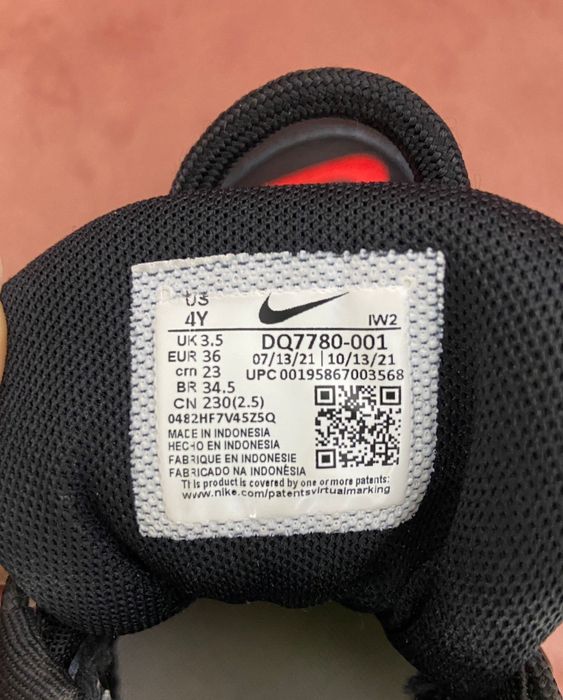 US
4Y
IW2
UK 3.5
DQ7780-001
EUR 36
07/13/21 | 10/13/21
cm 23
UPC 00195867003568
BR 34.5
CN 230(2.5)
0482HF7V45Z5Q
MADE IN INDONESIA
HECHO EN INDONESIA
FABRIQUE EN INDONESIE
FABRICADO NA INDONÉSIA
This product is covered by one or more patents:
www.nike.com/patentsvirtualmarking